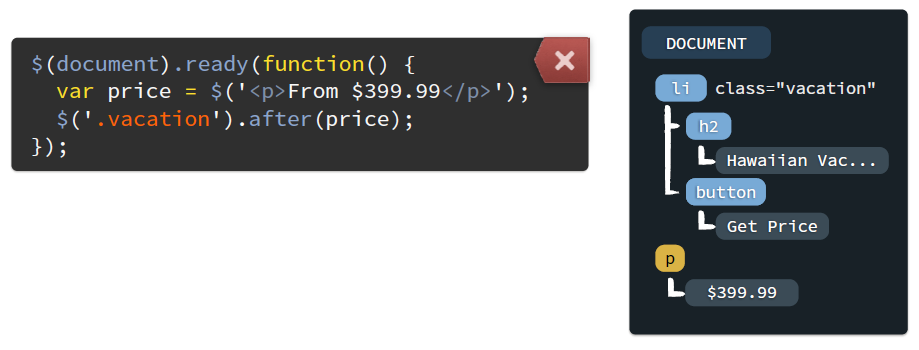 $(document).ready(function() {
  var price = $('<p>From $399.99</p>');
  $('.vacation').after(price);
});
DOCUMENT
li class="vacation"
h2
Hawaiian Vac...
button
Get Price
p
$399.99